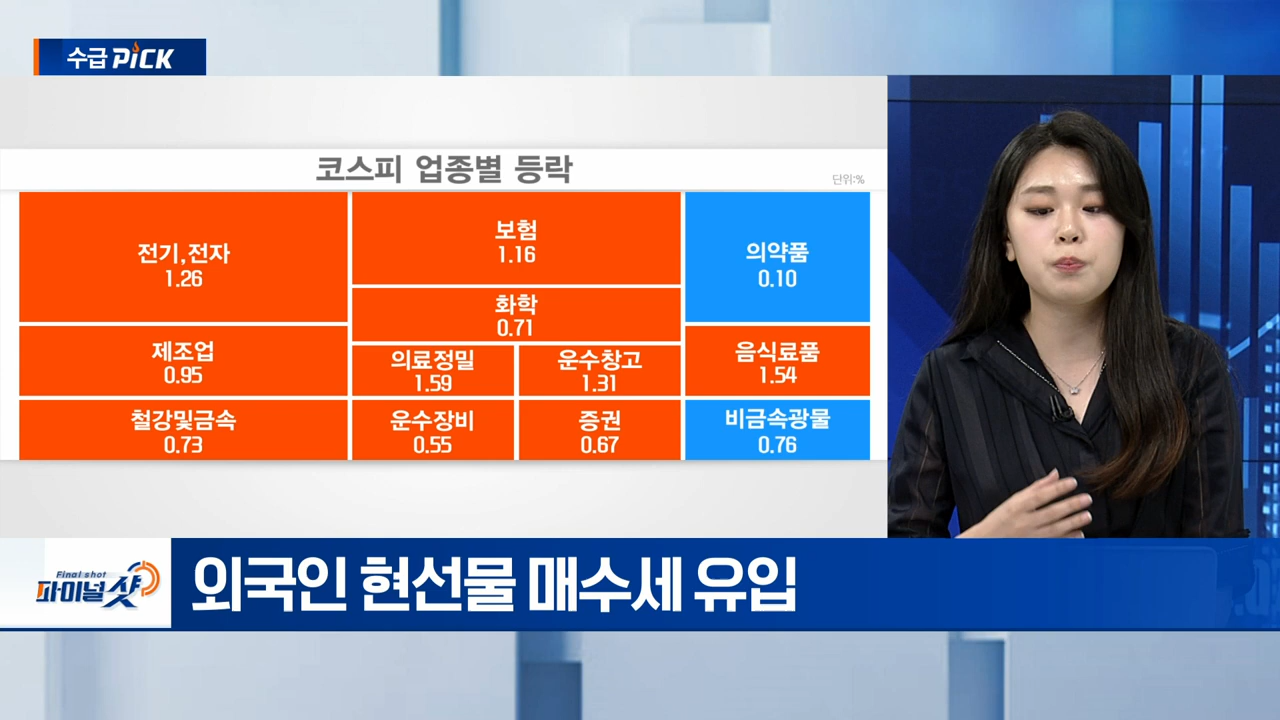 수급 PiCK
코스피 업종별 등락
단위:%
전기,전자
1.26
보험
1.16
의약품
0.10
화학
0.71
제조업
0.95
의료정밀
1.59
운수창고
1.31
음식료품
1.54
철강및금속
0.73
운수장비
0.55
증권
0.67
비금속광물
0.76
Final shot
파이널샷
외국인 현선물 매수세 유입